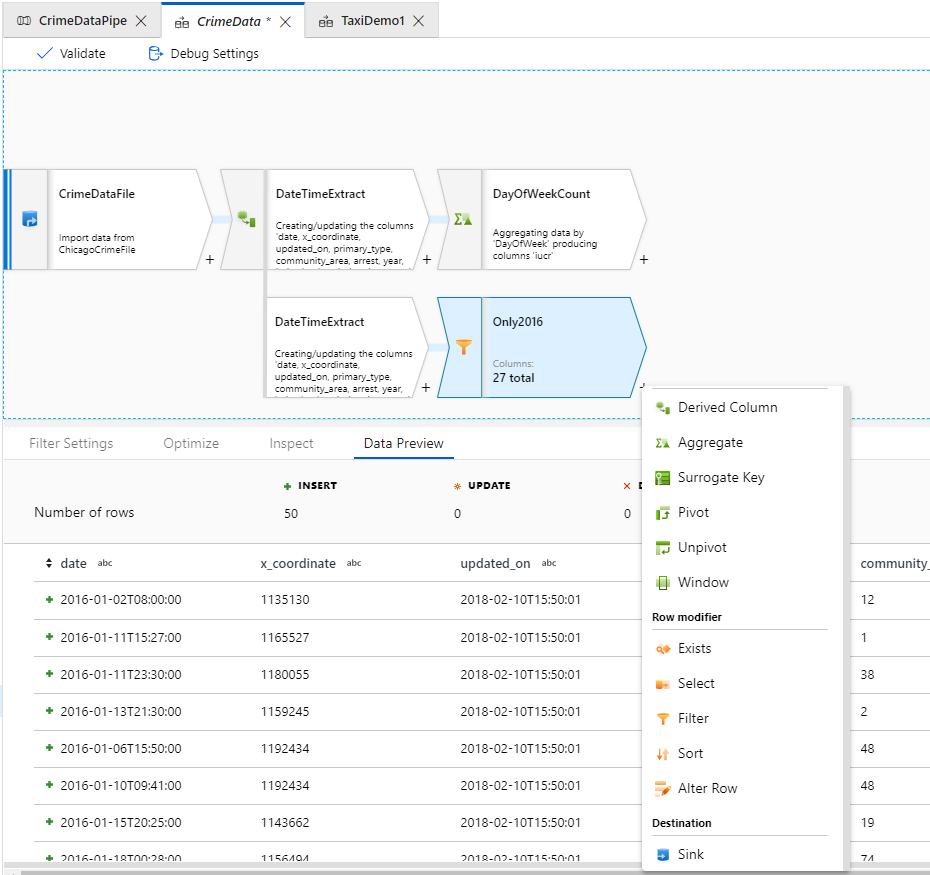 CrimeDataPipe
CrimeData *
TaxiDemo1
Validate
Debug Settings
CrimeDataFile
Import data from
ChicagoCrimeFile
+
DateTimeExtract
Creating/updating the columns
'date, x_coordinate,
updated_on, primary_type,
community_area, arrest, year,
+
DayOfWeekCount
Aggregating data by
'DayOfWeek' producing
columns 'iucr'
+
DateTimeExtract
Creating/updating the columns
'date, x_coordinate,
updated_on, primary_type,
community_area, arrest, year,
+
Only2016
Columns:
27 total
Derived Column
Aggregate
Surrogate Key
Pivot
Unpivot
Window
Row modifier
Exists
Select
Filter
Sort
Alter Row
Destination
Sink
Filter Settings Optimize Inspect Data Preview
INSERT UPDATE
Number of rows 50 0 0
date abc x_coordinate abc updated_on abc community_
2016-01-02T08:00:00 1135130 2018-02-10T15:50:01 12
2016-01-11T15:27:00 1165527 2018-02-10T15:50:01 1
2016-01-11T23:30:00 1180055 2018-02-10T15:50:01 38
2016-01-13T21:30:00 1159245 2018-02-10T15:50:01 2
2016-01-06T15:50:00 1192434 2018-02-10T15:50:01 48
2016-01-10T09:41:00 1192434 2018-02-10T15:50:01 48
2016-01-15T20:25:00 1143662 2018-02-10T15:50:01 19
2016-01-18T00:28:00 1156494 2018-02-10T15:50:01 74